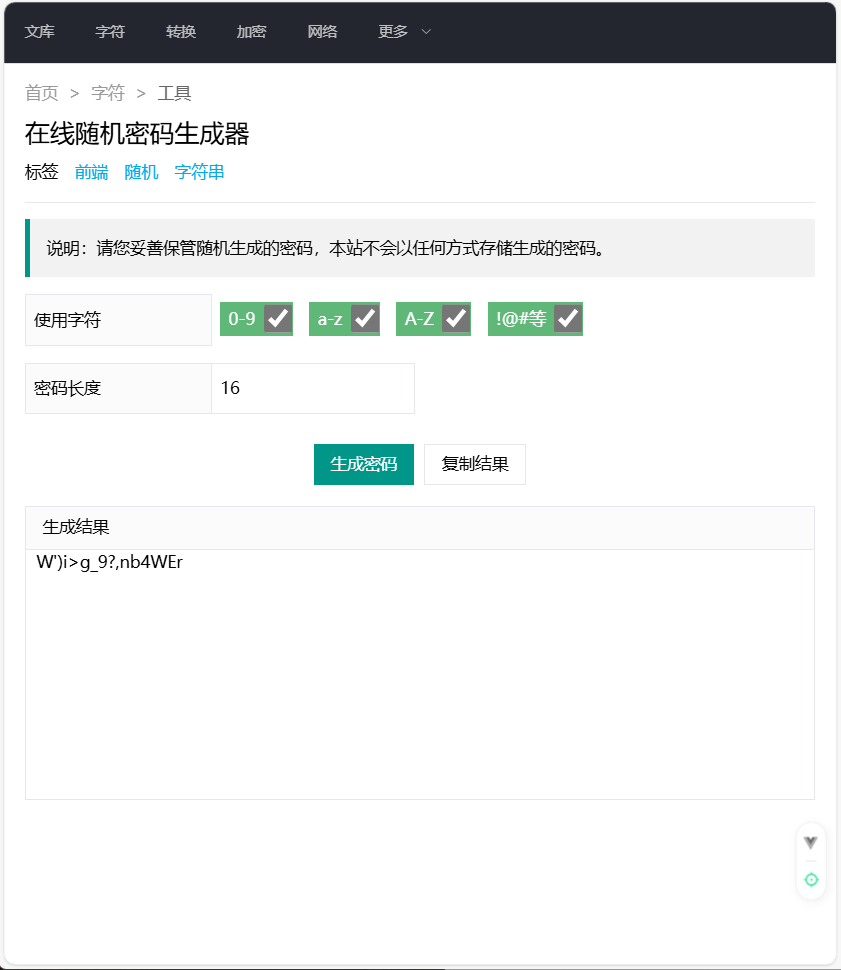 文库 字符 转换 加密 网络 更多
首页 > 字符 > 工具
在线随机密码生成器
标签 前端 随机 字符串
说明：请您妥善保管随机生成的密码，本站不会以任何方式存储生成的密码。
使用字符 0-9 a-z A-Z !@#等
密码长度 16
生成密码 复制结果
生成结果
W')i>g_9?,nb4WEr